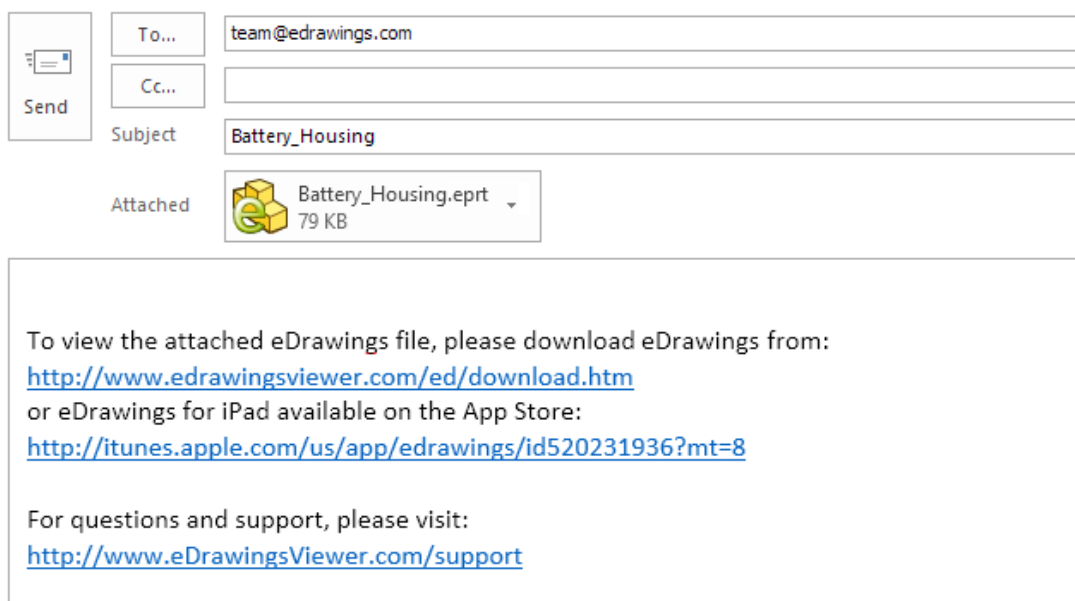 To...
team@edrawings.com
Cc...
Send
Subject
Battery_Housing
Attached
Battery_Housing.eprt
79 KB
To view the attached eDrawings file, please download eDrawings from:
http://www.edrawingsviewer.com/ed/download.htm
or eDrawings for iPad available on the App Store:
http://itunes.apple.com/us/app/edrawings/id520231936?mt=8
For questions and support, please visit:
http://www.eDrawingsViewer.com/support